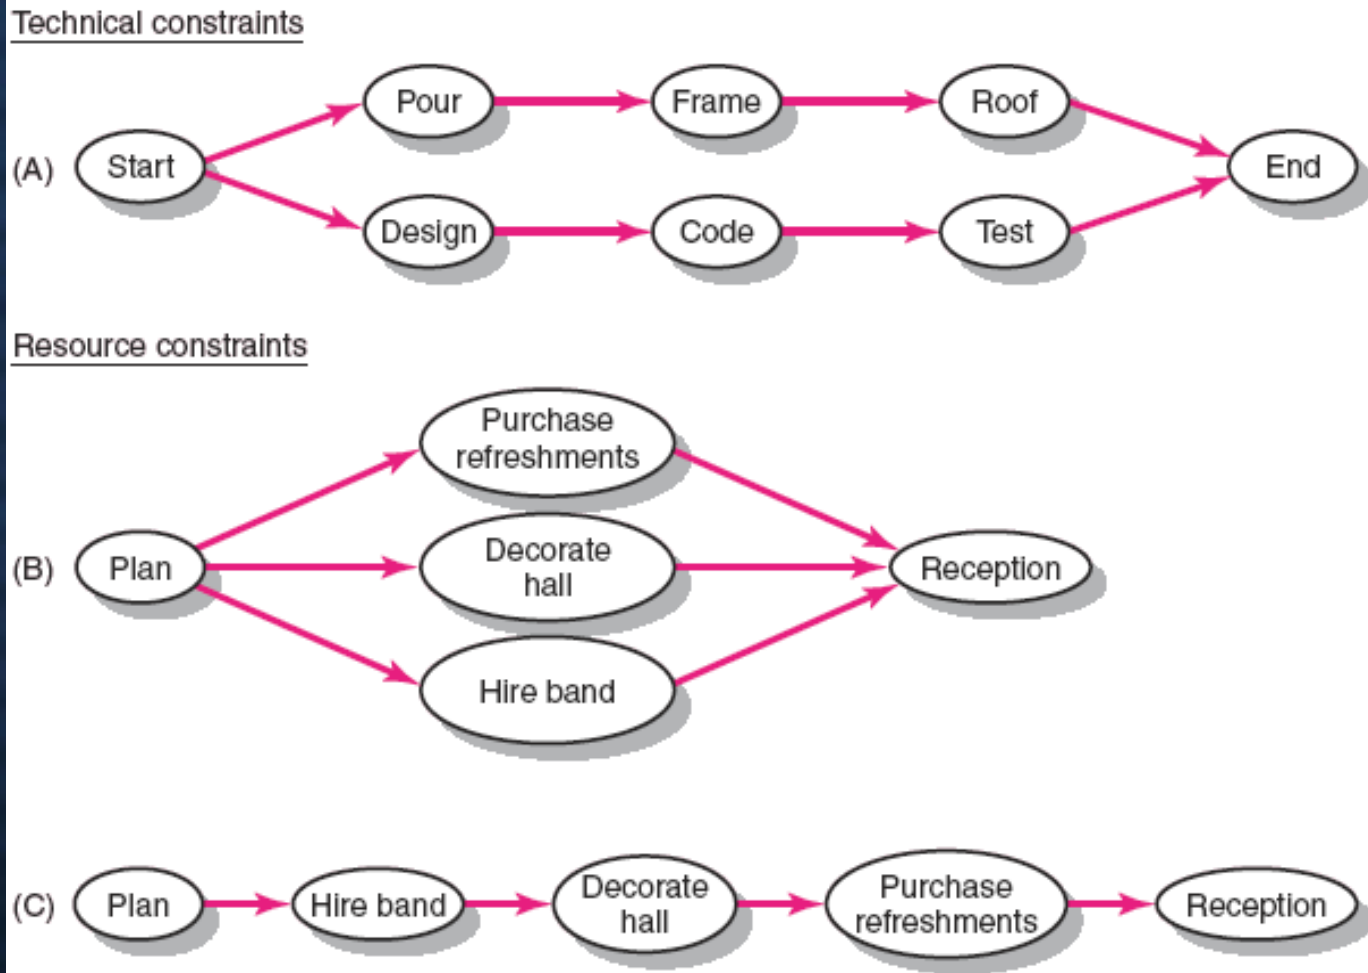 Technical constraints
Pour
Frame
Roof
(A)
Start
End
Design
Code
Test
Resource constraints
Purchase
refreshments
(B)
Plan
Decorate
hall
Reception
Hire band
(C)
Plan
Hire band
Decorate
hall
Purchase
refreshments
Reception